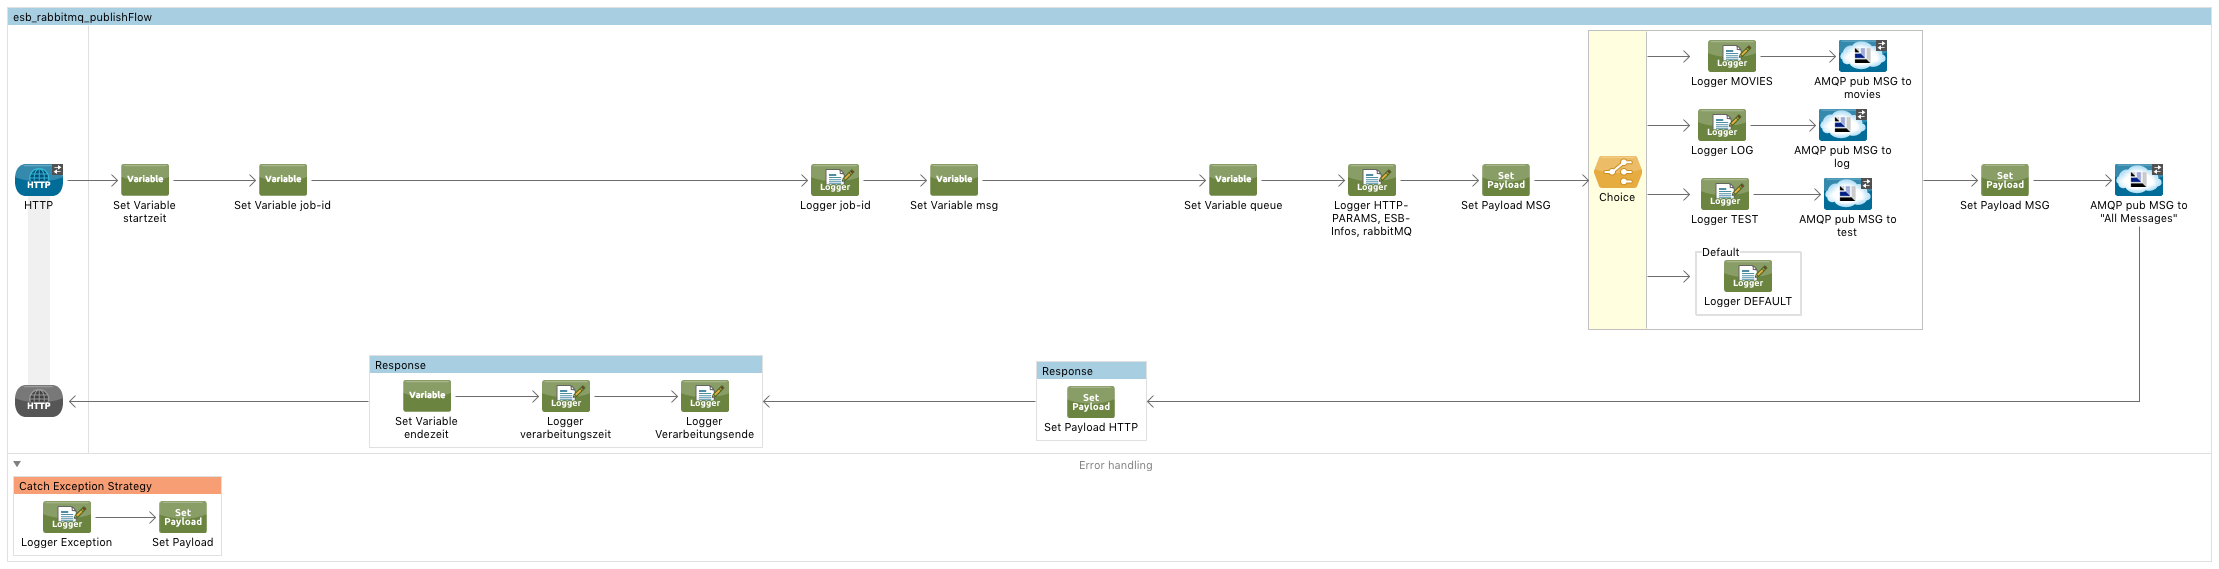 esb_rabbitmq_publishFlow
HTTP
HTTP
Variable
Set Variable
startzeit
Variable
Set Variable job-id
Logger
Logger job-id
Variable
Set Variable msg
Variable
Set Variable queue
Logger
Logger HTTP-
PARAMS, ESB-
Infos, rabbitMQ
Set
Payload
Set Payload MSG
Choice
Logger
Logger MOVIES
AMQP pub MSG to
movies
Logger
Logger LOG
AMQP pub MSG to
log
Logger
Logger TEST
AMQP pub MSG to
test
Default
Logger
Logger DEFAULT
Set
Payload
Set Payload MSG
AMQP pub MSG to
"All Messages"
HTTP
Response
Variable
Set Variable
endezeit
Logger
Logger
verarbeitungszeit
Logger
Logger
Verarbeitungsende
Response
Set
Payload
Set Payload HTTP
Error handling
Catch Exception Strategy
Logger
Logger Exception
Set
Payload
Set Payload